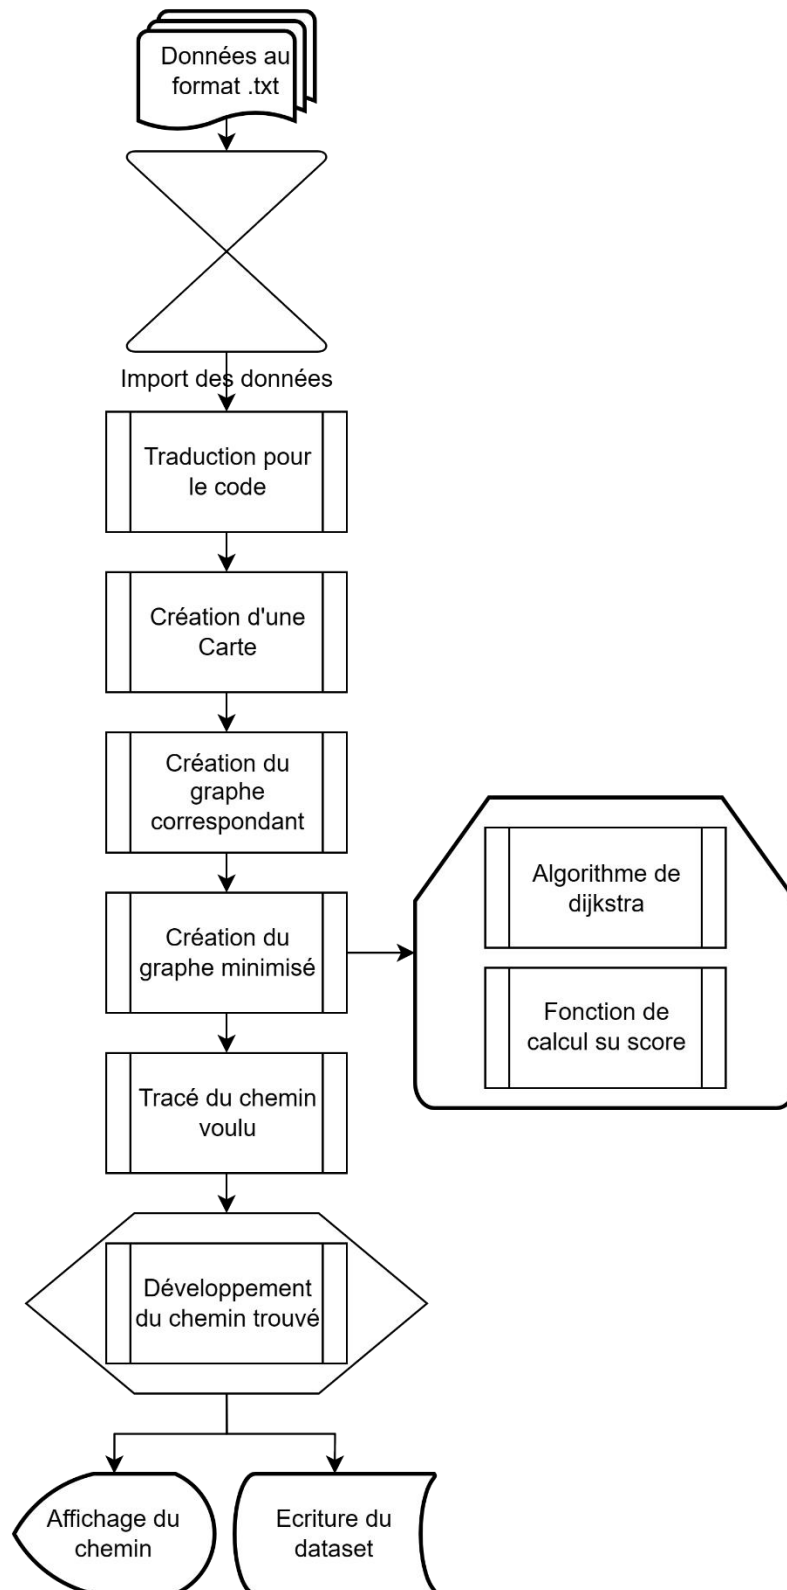 Données au
format .txt
Import des données
Traduction pour
le code
Création d'une
Carte
Création du
graphe
correspondant
Création du
graphe minimisé
Algorithme de
dijkstra
Fonction de
calcul su score
Tracé du chemin
voulu
Développement
du chemin trouvé
Affichage du
chemin
Ecriture du
dataset